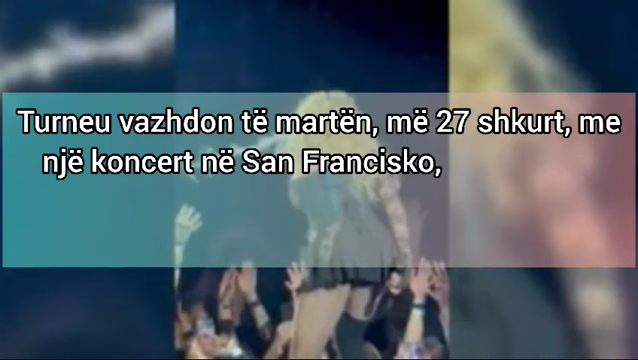 Turneu vazhdon të martën, më 27 shkurt, me
një koncert në San Francisko,